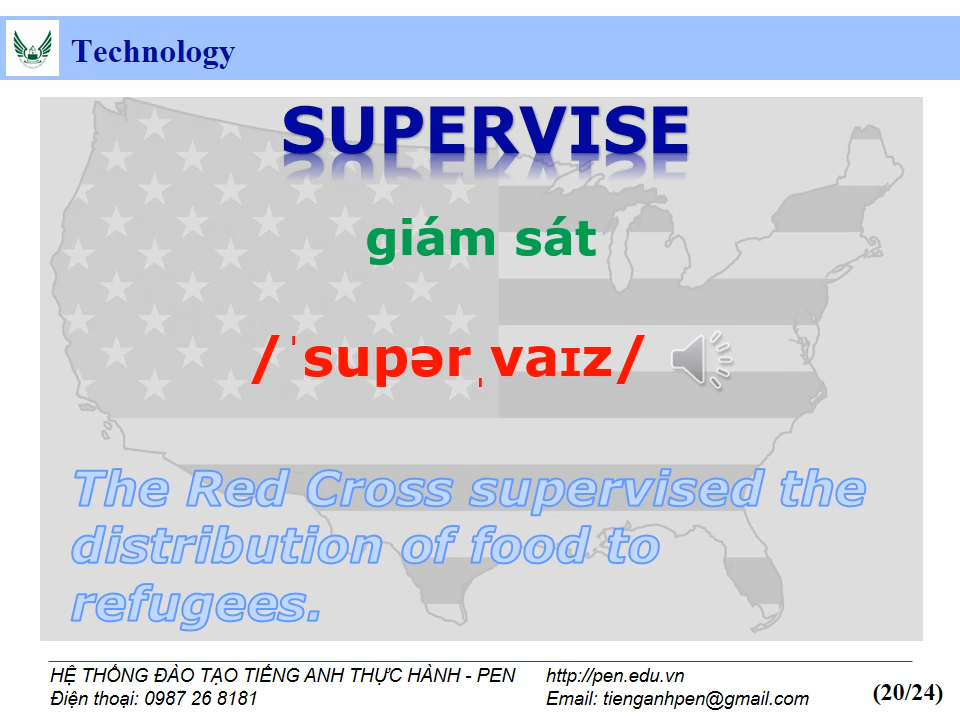 Technology
SUPERVISE
giám sát
/ˈsupərˌvaɪz/
The Red Cross supervised the
distribution of food to
refugees.
HỆ THỐNG ĐÀO TẠO TIẾNG ANH THỰC HÀNH - PEN http://pen.edu.vn
Điện thoại: 0987 26 8181 Email: tienganhpen@gmail.com
(20/24)